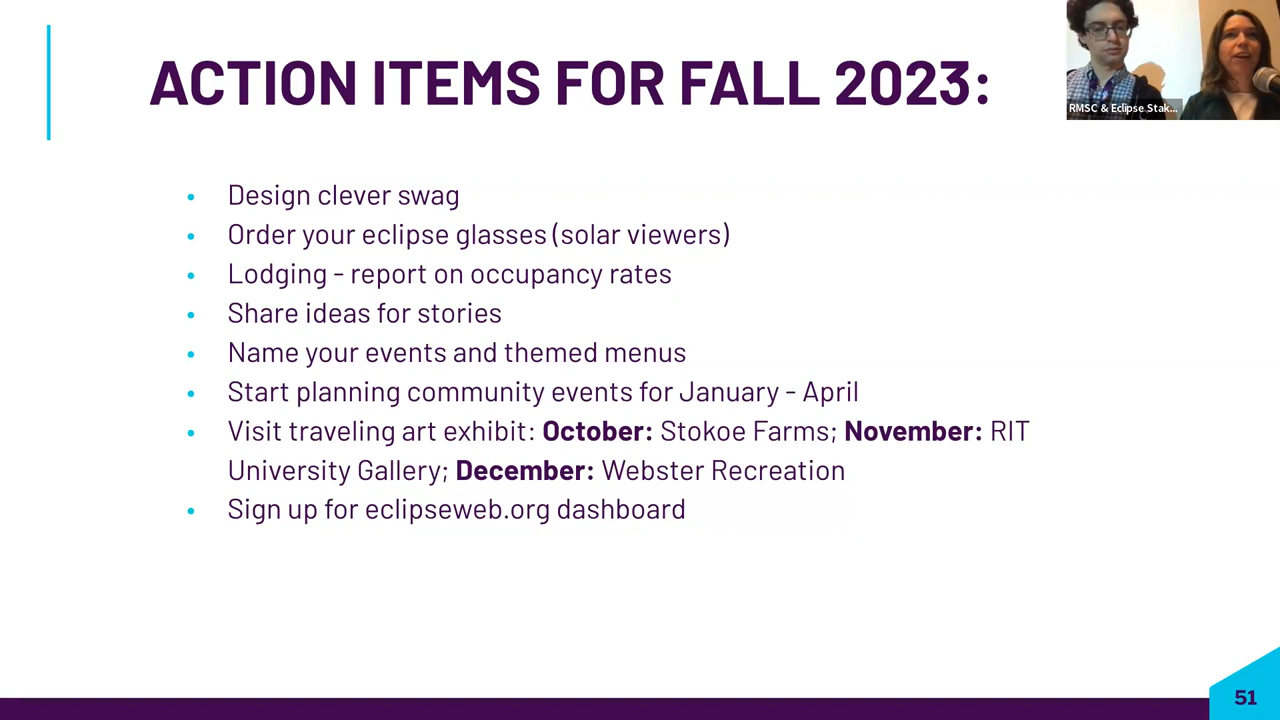 ACTION ITEMS FOR FALL 2023:
RMSC & Eclipse Stak...
• Design clever swag
• Order your eclipse glasses (solar viewers)
• Lodging - report on occupancy rates
• Share ideas for stories
• Name your events and themed menus
• Start planning community events for January - April
• Visit traveling art exhibit: October: Stokoe Farms; November: RIT
University Gallery; December: Webster Recreation
• Sign up for eclipseweb.org dashboard
51